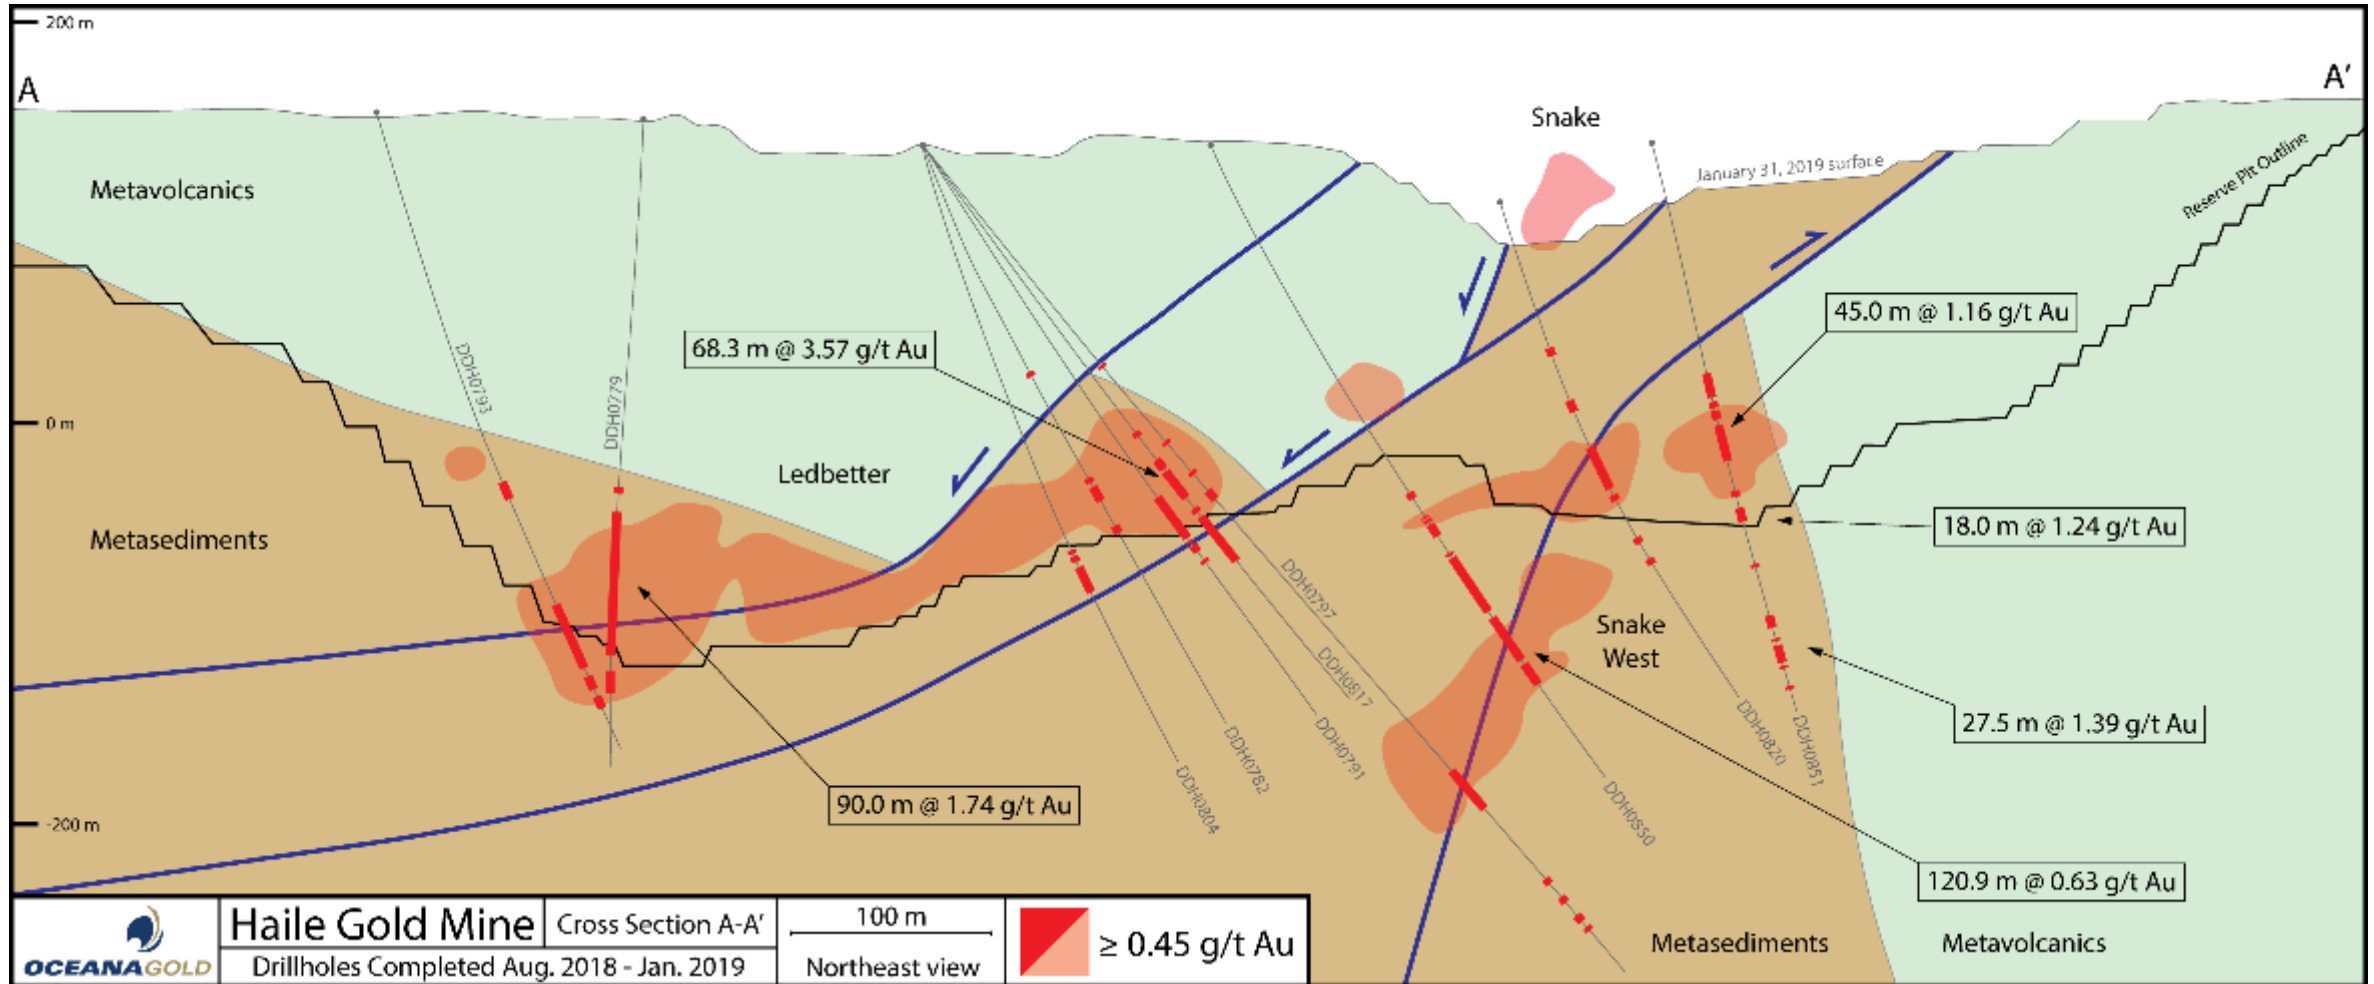 200 m
A
A'
Snake
January 31, 2019 surface
Reserve Pit Outline
Metavolcanics
45.0 m @ 1.16 g/t Au
68.3 m @ 3.57 g/t Au
DDH0793
DDH0779
0 m
Ledbetter
Metasediments
18.0 m @ 1.24 g/t Au
DDH0797
Snake
West
DDH0817
DDH0791
DDH0782
DDH0804
DDH0850
DDH0820
DDH0851
27.5 m @ 1.39 g/t Au
90.0 m @ 1.74 g/t Au
-200 m
120.9 m @ 0.63 g/t Au
Metasediments
Metavolcanics
OCEANAGOLD
Haile Gold Mine
Cross Section A-A'
Drillholes Completed Aug. 2018 - Jan. 2019
100 m
Northeast view
≥ 0.45 g/t Au